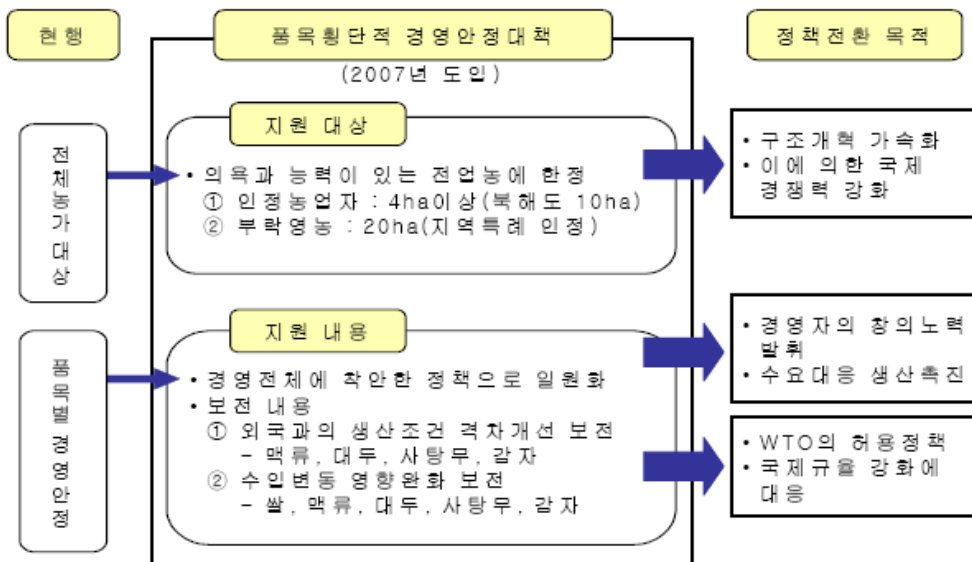 현행
품목횡단적 경영안정대책
(2007년 도입)
정책전환 목적
전체농가대상
지원 대상
• 의욕과 능력이 있는 전업농에 한정
① 인정농업자 : 4ha이상(북해도 10ha)
② 부락영농 : 20ha(지역특례 인정)
• 구조개혁 가속화
• 이에 의한 국제
경쟁력 강화
품목별 경영안정
지원 내용
• 경영전체에 착안한 정책으로 일원화
• 보전 내용
① 외국과의 생산조건 격차개선 보전
- 맥류, 대두, 사탕무, 감자
② 수입변동 영향완화 보전
- 쌀, 맥류, 대두, 사탕무, 감자
• 경영자의 창의노력
발휘
• 수요대응 생산촉진
• WTO의 허용정책
• 국제규율 강화에
대응